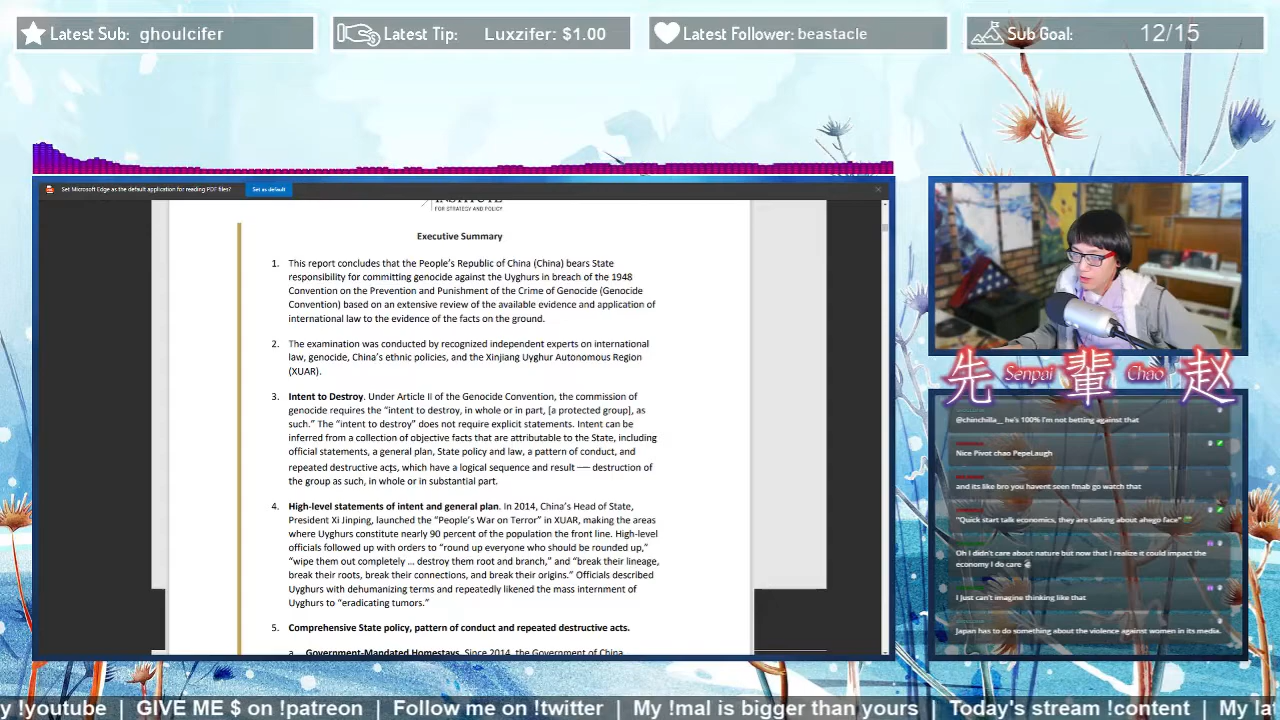 Latest Sub: ghoulcifer
Latest Tip: Luxzifer: $1.00
Latest Follower: beastacle
Sub Goal: 12/15
Set Microsoft Edge as the default application for reading PDF files?
Set as default
INSTITUTE
FOR STRATEGY AND POLICY
Executive Summary
1. This report concludes that the People's Republic of China (China) bears State
responsibility for committing genocide against the Uyghurs in breach of the 1948
Convention on the Prevention and Punishment of the Crime of Genocide (Genocide
Convention) based on an extensive review of the available evidence and application of
international law to the evidence of the facts on the ground.
2. The examination was conducted by recognized independent experts on international
law, genocide, China's ethnic policies, and the Xinjiang Uyghur Autonomous Region
(XUAR).
3. Intent to Destroy. Under Article II of the Genocide Convention, the commission of
genocide requires the "intent to destroy, in whole or in part, [a protected group], as
such." The "intent to destroy" does not require explicit statements. Intent can be
inferred from a collection of objective facts that are attributable to the State, including
official statements, a general plan, State policy and law, a pattern of conduct, and
repeated destructive acts, which have a logical sequence and result — destruction of
the group as such, in whole or in substantial part.
4. High-level statements of intent and general plan. In 2014, China's Head of State,
President Xi Jinping, launched the "People's War on Terror" in XUAR, making the areas
where Uyghurs constitute nearly 90 percent of the population the front line. High-level
officials followed up with orders to "round up everyone who should be rounded up,"
"wipe them out completely ... destroy them root and branch," and "break their lineage,
break their roots, break their connections, and break their origins." Officials described
Uyghurs with dehumanizing terms and repeatedly likened the mass internment of
Uyghurs to "eradicating tumors."
5. Comprehensive State policy, pattern of conduct and repeated destructive acts.
a. Government-Mandated Homestays. Since 2014, the Government of China
先 Senpai 輩 Chao 赵
@chinchilla__ he's 100% I'm not betting against that
Nice Pivot chao PepeLaugh
and its like bro you havent seen fmab go watch that
"Quick start talk economics, they are talking about ahego face"
Oh I didn't care about nature but now that I realize it could impact the
economy I do care
I Just can't imagine thinking like that
Japan has to do something about the violence against women in its media.
y !youtube | GIVE ME $ on !patreon | Follow me on !twitter | My !mal is bigger than yours | Today's stream !content | My la